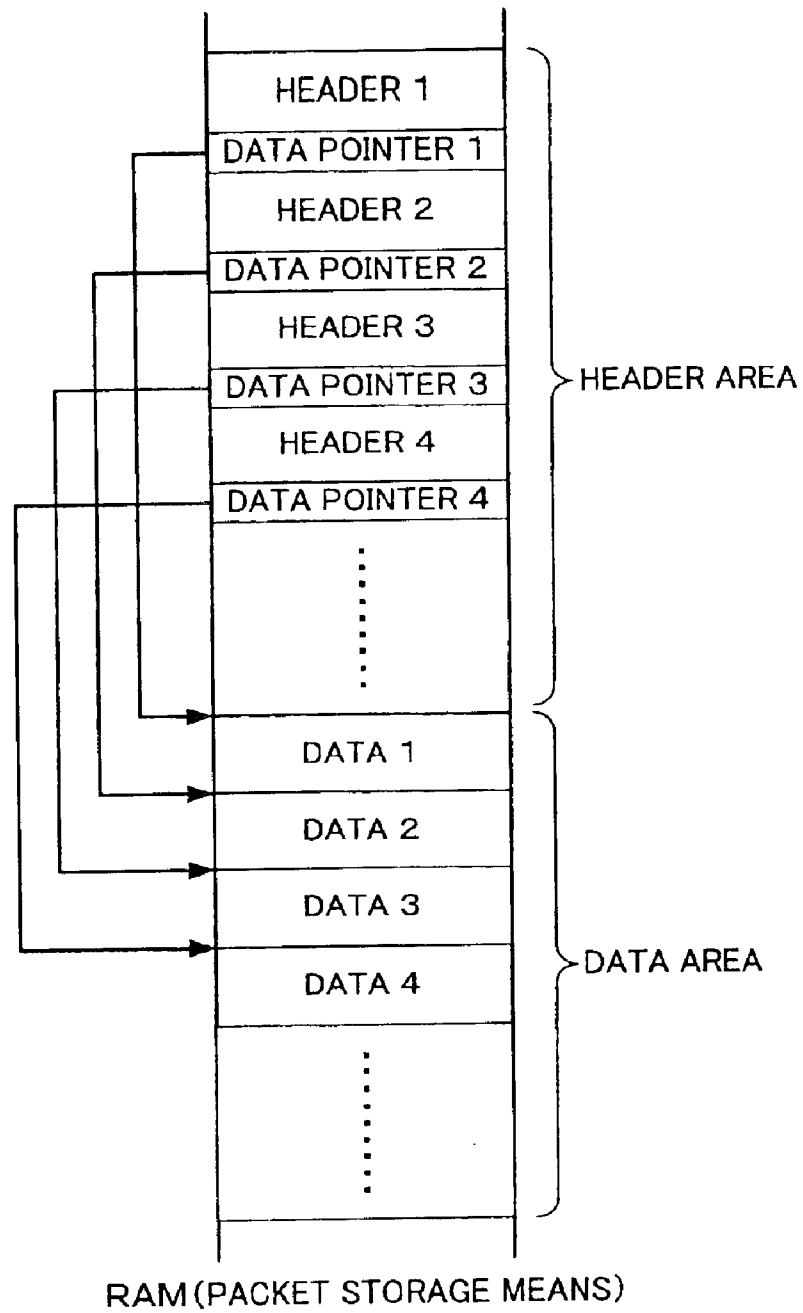 HEADER 1
DATA POINTER 1
HEADER 2
DATA POINTER 2
HEADER 3
DATA POINTER 3
HEADER 4
DATA POINTER 4
HEADER AREA
DATA 1
DATA 2
DATA 3
DATA 4
DATA AREA
RAM(PACKET STORAGE MEANS)